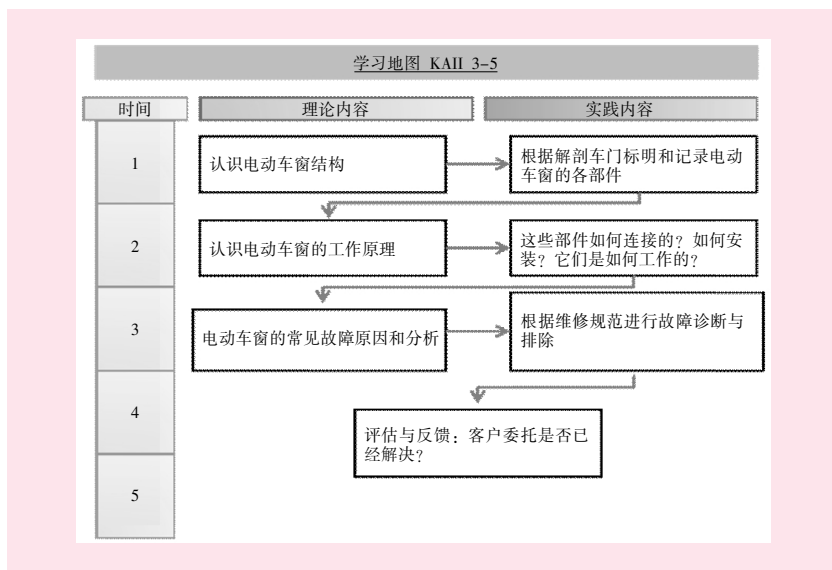 学习地图 KAII 3-5
时间
理论内容
实践内容
1
认识电动车窗结构
根据解剖车门标明和记录电动
车窗的各部件
2
认识电动车窗的工作原理
这些部件如何连接的？如何安
装？它们是如何工作的？
3
电动车窗的常见故障原因和分析
根据维修规范进行故障诊断与
排除
4
评估与反馈：客户委托是否已
经解决？
5